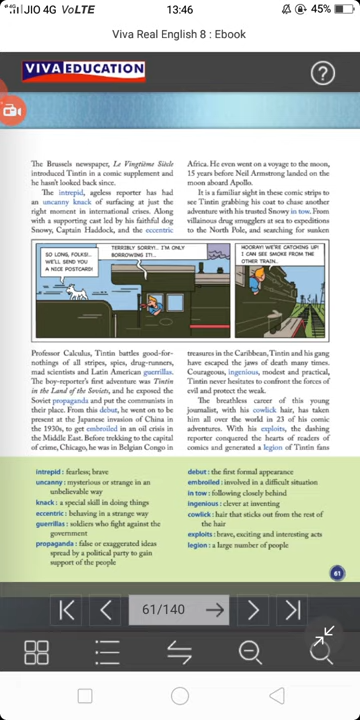 JIO 4G VoLTE
13:46
45%
Viva Real English 8 : Ebook
VIVA EDUCATION
?
The Brussels newspaper, Le Vingtième Siècle
introduced Tintin in a comic supplement and
he hasn't looked back since.
The intrepid, ageless reporter has had
an uncanny knack of surfacing at just the
right moment in international crises. Along
with a supporting cast led by his faithful dog
Snowy, Captain Haddock, and the eccentric
Africa. He even went on a voyage to the moon,
15 years before Neil Armstrong landed on the
moon aboard Apollo.
It is a familiar sight in these comic strips to
see Tintin grabbing his coat to chase another
adventure with his trusted Snowy in tow. From
villainous drug smugglers at sea to expeditions
to the North Pole, and searching for sunken
SO LONG, FOLKS!..
WE'LL SEND YOU
A NICE POSTCARD!
TERRIBLY SORRY!.. I'M ONLY
BORROWING IT!..
HOORAY! WE'RE CATCHING UP!
I CAN SEE SMOKE FROM THE
OTHER TRAIN..
Professor Calculus, Tintin battles good-for-
nothings of all stripes, spies, drug-runners,
mad scientists and Latin American guerrillas.
The boy-reporter's first adventure was Tintin
in the Land of the Soviets, and he exposed the
Soviet propaganda and put the communists in
their place. From this debut, he went on to be
present at the Japanese invasion of China in
the 1930s, to get embroiled in an oil crisis in
the Middle East. Before trekking to the capital
of crime, Chicago, he was in Belgian Congo in
treasures in the Caribbean, Tintin and his gang
have escaped the jaws of death many times.
Courageous, ingenious, modest and practical,
Tintin never hesitates to confront the forces of
evil and protect the weak.
The breathless career of this young
journalist, with his cowlick hair, has taken
him all over the world in 23 of his comic
adventures. With his exploits, the dashing
reporter conquered the hearts of readers of
comics and generated a legion of Tintin fans
intrepid : fearless; brave
uncanny : mysterious or strange in an
unbelievable way
knack : a special skill in doing things
eccentric : behaving in a strange way
guerrillas : soldiers who fight against the
government
propaganda : false or exaggerated ideas
spread by a political party to gain
support of the people
debut : the first formal appearance
embroiled : involved in a difficult situation
in tow : following closely behind
ingenious : clever at inventing
cowlick : hair that sticks out from the rest of
the hair
exploits : brave, exciting and interesting acts
legion : a large number of people
61
61/140